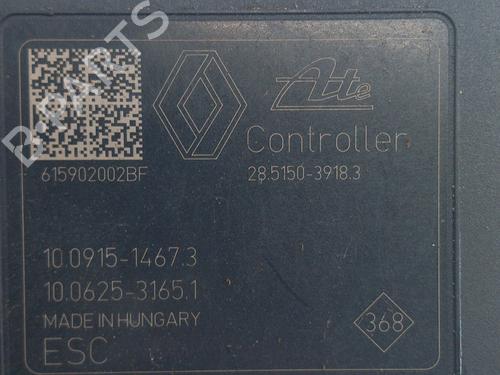 B-PARTS
Ate
Controller
615902002BF
28.5150-3918.3
10.0915-1467.3
10.0625-3165.1
MADE IN HUNGARY
368
ESC